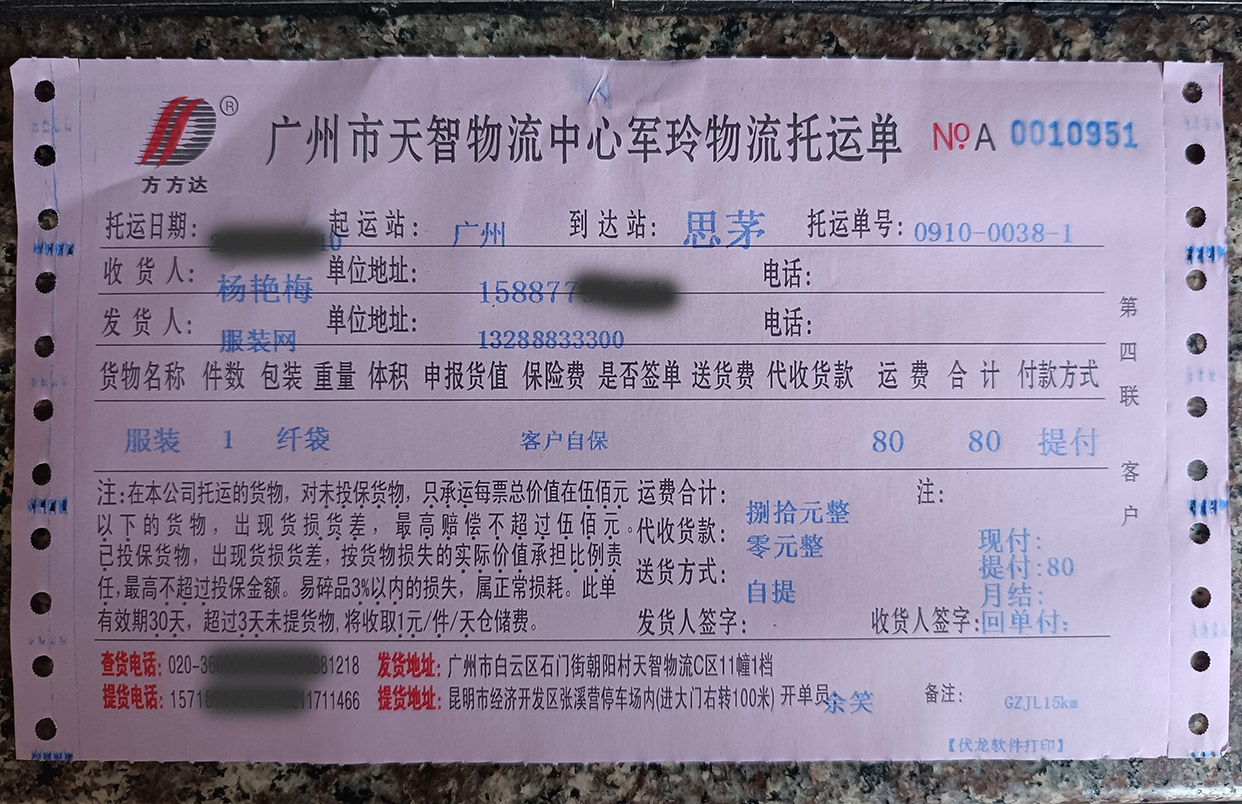 ® 广州市天智物流中心军玲物流托运单 №A 0010951
方方达
托运日期: 起运站: 广州 到达站: 思茅 托运单号: 0910-0038-1
收货人: 杨艳梅 单位地址: 158877 电话:
发货人: 服装网 单位地址: 13288833300 电话:
货物名称 件数 包装 重量 体积 申报货值 保险费 是否签单 送货费 代收货款 运费 合计 付款方式
服装 1 纤袋 客户自保 80 80 提付
第四联 客户
注:在本公司托运的货物，对未投保货物，只承运每票总价值在伍佰元
以下的货物，出现货损货差，最高赔偿不超过伍佰元。
已投保货物，出现货损货差，按货物损失的实际价值承担比例责
任,最高不超过投保金额。易碎品3%以内的损失，属正常损耗。此单
有效期30天，超过3天未提货物,将收取1元/件/天仓储费。
运费合计: 捌拾元整 注:
代收货款: 零元整 现付:
送货方式: 自提 提付:80
月结:
发货人签字: 收货人签字: 回单付:
查货电话: 020-36 81218 发货地址: 广州市白云区石门街朝阳村天智物流C区11幢1档
提货电话: 1571 11711466 提货地址: 昆明市经济开发区张溪营停车场内(进大门右转100米) 开单员 余笑 备注: GZJL15km
【伏龙软件打印】